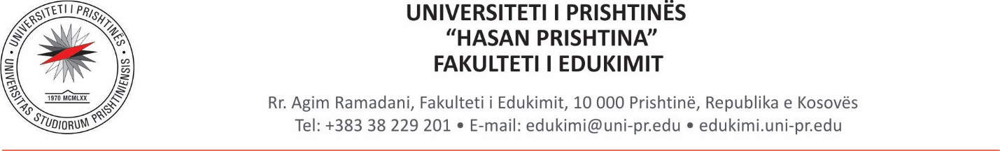 UNIVERSITETI I PRISHTINËS
“HASAN PRISHTINA”
FAKULTETI I EDUKIMIT
Rr. Agim Ramadani, Fakulteti i Edukimit, 10 000 Prishtinë, Republika e Kosovës
Tel: +383 38 229 201 • E-mail: edukimi@uni-pr.edu • edukimi.uni-pr.edu
• UNIVERSITETI I PRISHTINËS •
UNIVERSITAS STUDIORUM PRISHTINIENSIS
1970 MCMLXX